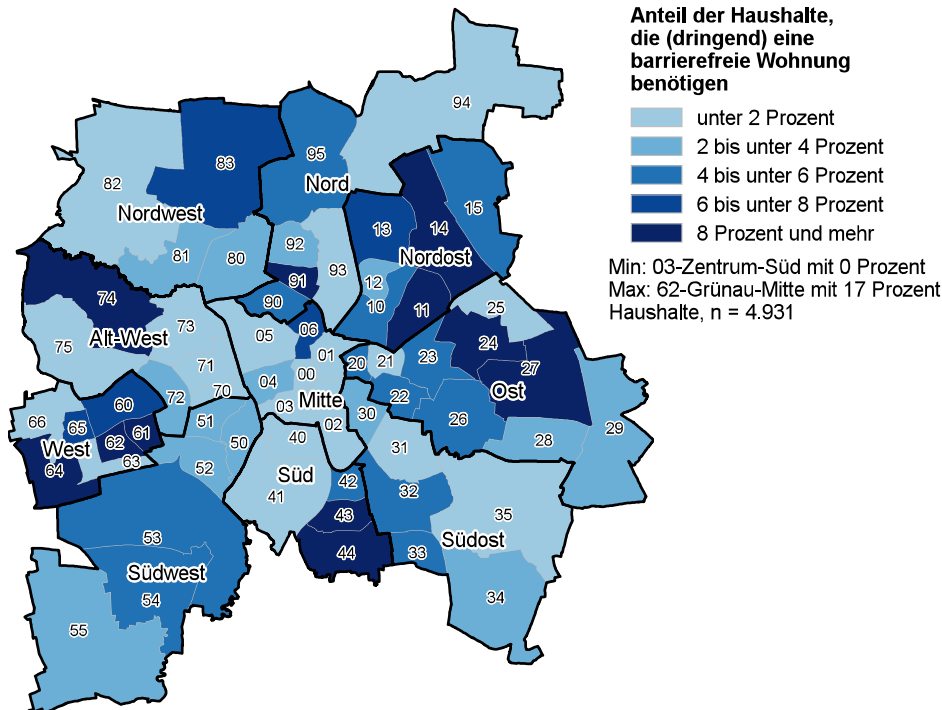 Anteil der Haushalte,
die (dringend) eine
barrierefreie Wohnung
benötigen
unter 2 Prozent
2 bis unter 4 Prozent
4 bis unter 6 Prozent
6 bis unter 8 Prozent
8 Prozent und mehr
Min: 03-Zentrum-Süd mit 0 Prozent
Max: 62-Grünau-Mitte mit 17 Prozent
Haushalte, n = 4.931
94
83
95
82
Nord
Nordwest
15
13
14
92
Nordost
81
80
93
91
12
74
90
10
11
25
73
06
Alt-West
05
01
24
75
20
21
23
27
71
00
04
22
Ost
70
72
03
Mitte
60
30
26
66
65
51
02
29
61
50
40
28
West
62
31
64
63
52
Süd
42
41
32
43
35
53
Südost
44
33
Südwest
54
34
55